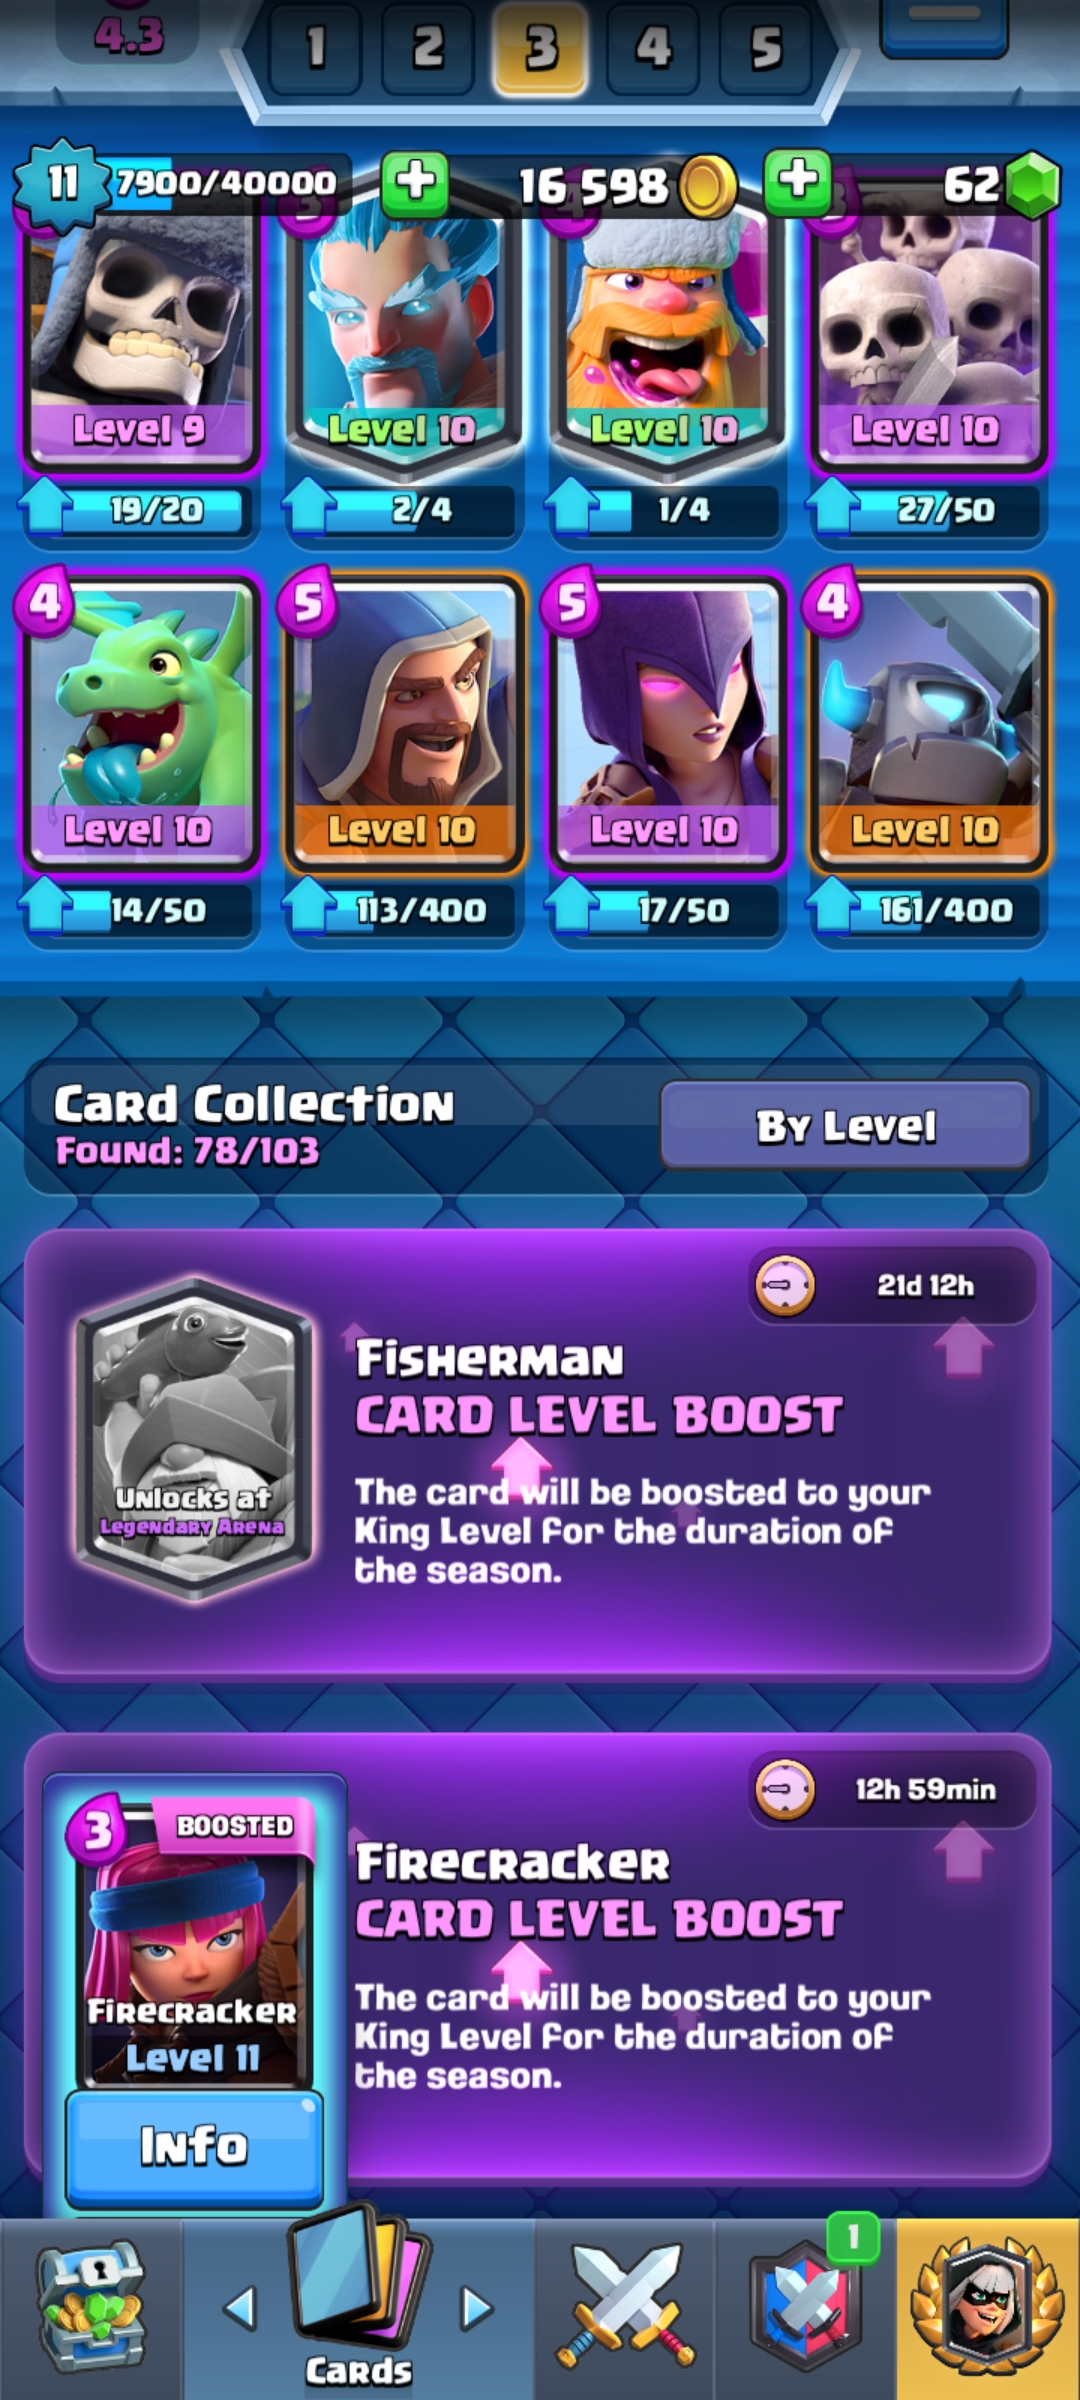 4.3
1 2 3 4 5
11 7900/40000 16 598 62
3 4 3
Level 9 Level 10 Level 10 Level 10
19/20 2/4 1/4 27/50
4 5 5 4
Level 10 Level 10 Level 10 Level 10
14/50 113/400 17/50 161/400
Card Collection
Found: 78/103
By Level
21d 12h
Fisherman
CARD LEVEL BOOST
Unlocks at
Legendary Arena
The card will be boosted to your
King Level for the duration of
the season.
12h 59min
3 BOOSTED
Firecracker
CARD LEVEL BOOST
Firecracker
Level 11
The card will be boosted to your
King Level for the duration of
the season.
Info
1
Cards